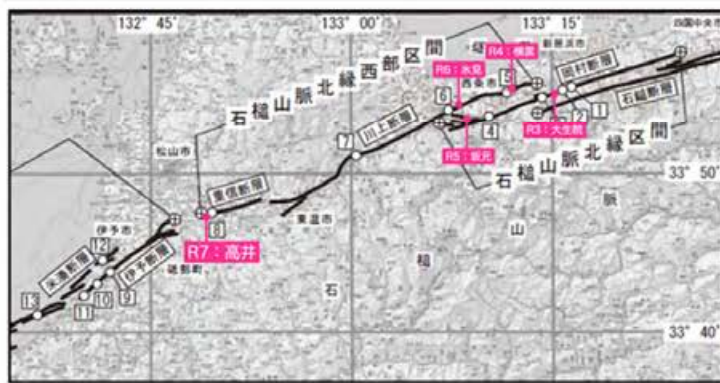 132° 45'
133° 00'
133° 15'
四国中央市
石鎚山脈北縁西部区間
R4：横黒
新居浜市
R6：氷見
西条市
岡村断層
石鎚断層
5
6
4
1
2
R3：大生院
川上断層
7
R5：坂元
石鎚山脈北縁区間
松山市
33° 50'
重信断層
8
東温市
伊予市
R7：高井
砥部町
米湊断層
伊予断層
12
9
10
11
13
石
鎚
山
脈
33° 40'